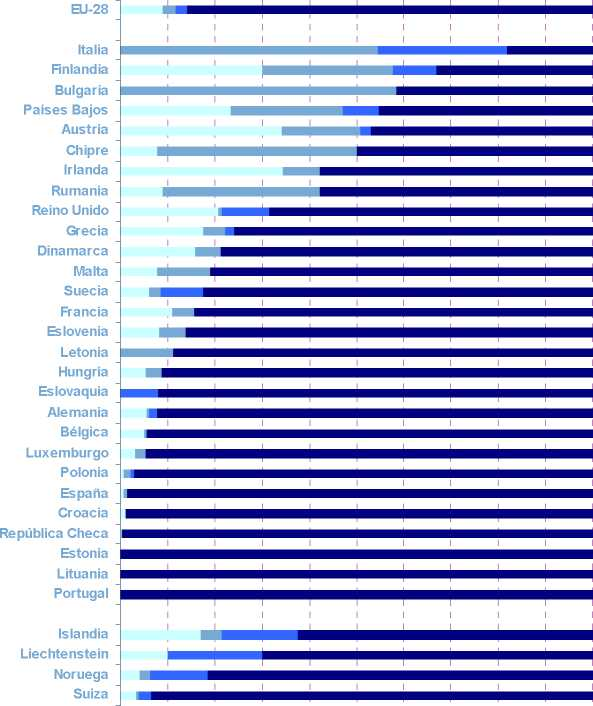 EU-28
Italia
Finlandia
Bulgaria
Países Bajos
Austria
Chipre
Irlanda
Rumania
Reino Unido
Grecia
Dinamarca
Malta
Suecia
Francia
Eslovenia
Letonia
Hungria
Eslovaquia
Alemania
Bélgica
Luxemburgo
Polonia
España
Croacia
República Checa
Estonia
Lituania
Portugal
Islandia
Liechtenstein
Noruega
Suiza